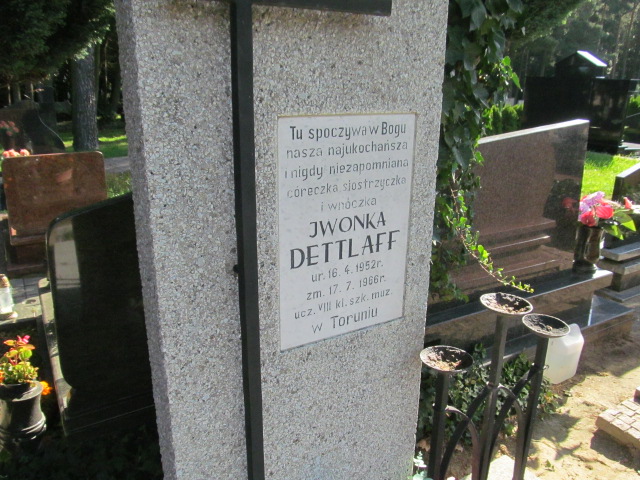 Tu spoczywa w Bogu
nasza najukochańsza
i nigdy niezapomniana
córeczka siostrzyczka
i wnuczka
JWONKA
DETTLAFF
ur. 16. 4. 1952r.
zm. 17. 7. 1966r.
ucz. VIII kl. szk. muz.
w Toruniu